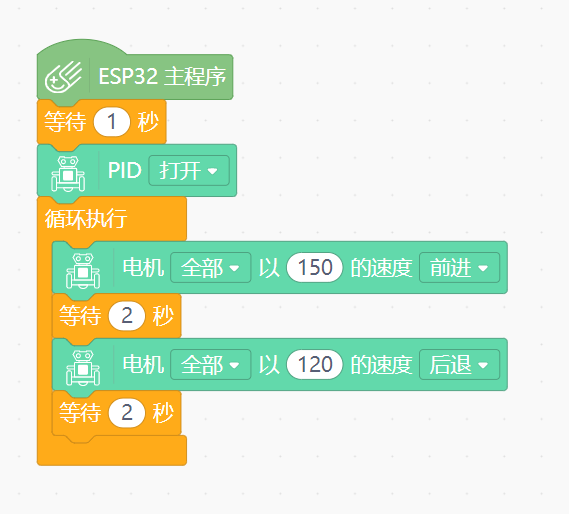 ESP32 主程序
等待 1 秒
PID 打开
循环执行
电机 全部 以 150 的速度 前进
等待 2 秒
电机 全部 以 120 的速度 后退
等待 2 秒